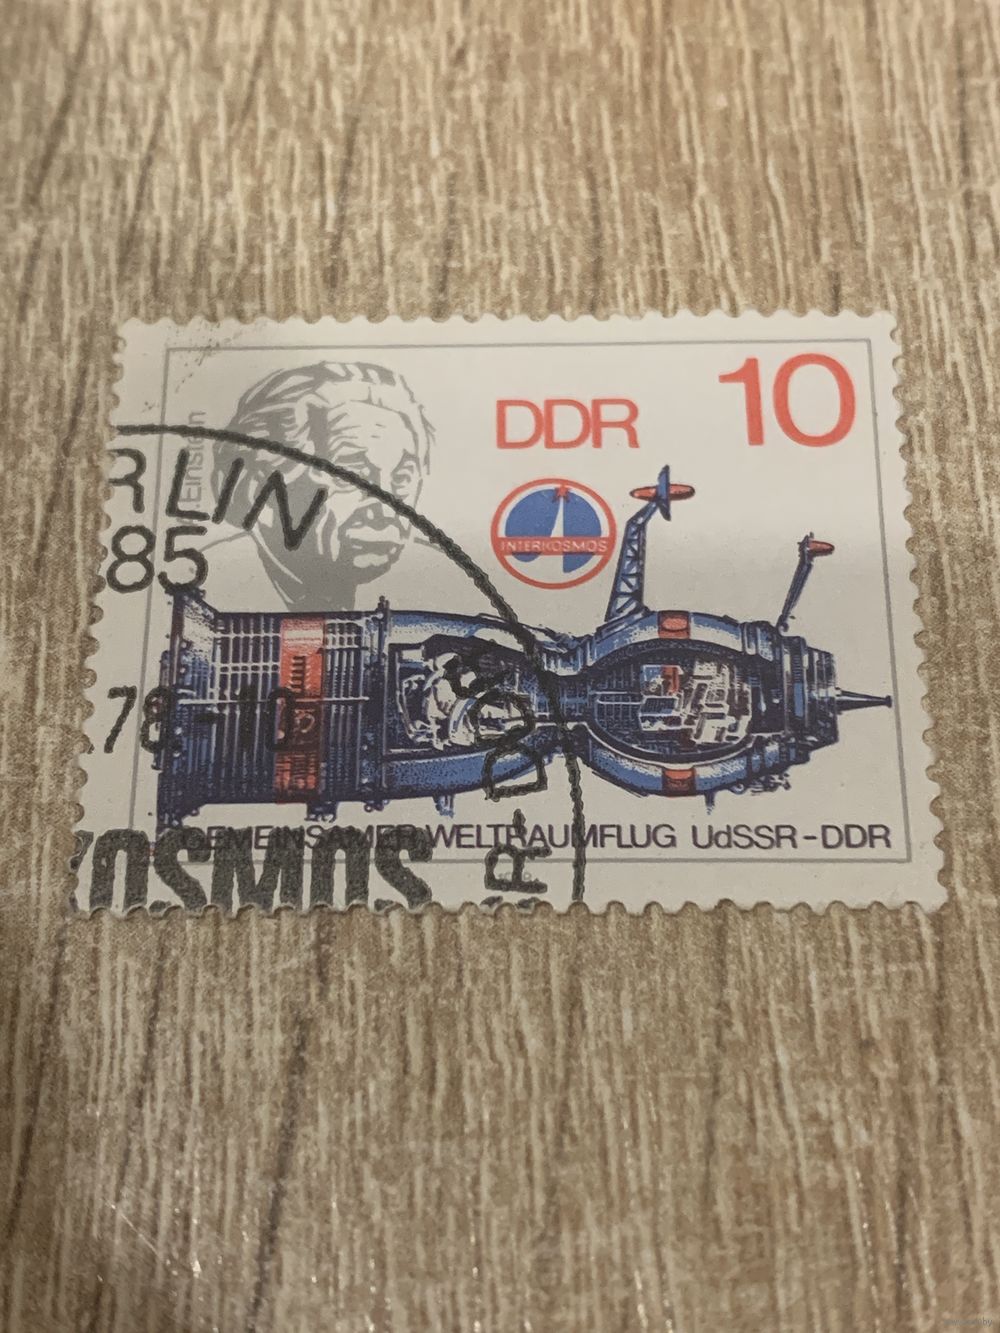 DDR
10
Einstein
INTERKOSMOS
RLIN
85
78-10
GEMEINSAMER WELTRAUMFLUG UdSSR-DDR
KOSMOS